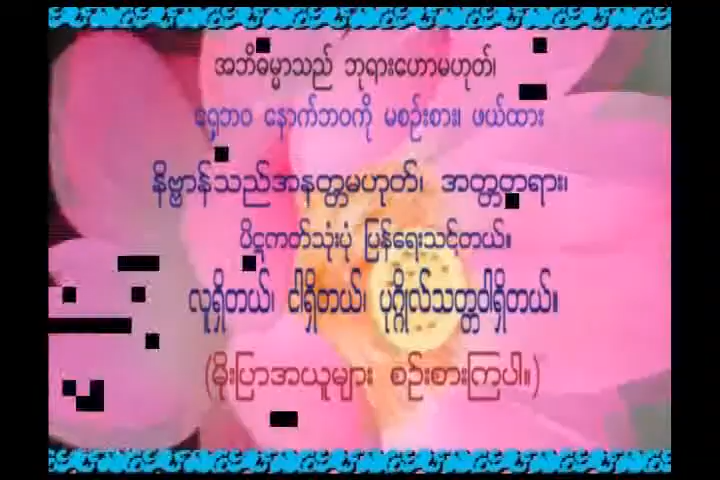 အဘိဓမ္မာသည် ဘုရားဟောမဟုတ်၊
ရှေ့ဘဝ နောက်ဘဝကို မစဉ်းစား၊ ဖယ်ထား
နိဗ္ဗာန်သည်အနတ္တမဟုတ်၊ အတ္တတရား၊
ပိဋကတ်သုံးပုံ ပြန်ရေးသင့်တယ်။
လူရှိတယ်၊ ငါရှိတယ်၊ ပုဂ္ဂိုလ်သတ္တဝါရှိတယ်။
(မိုးပြာအယူများ စဉ်းစားကြပါ။)